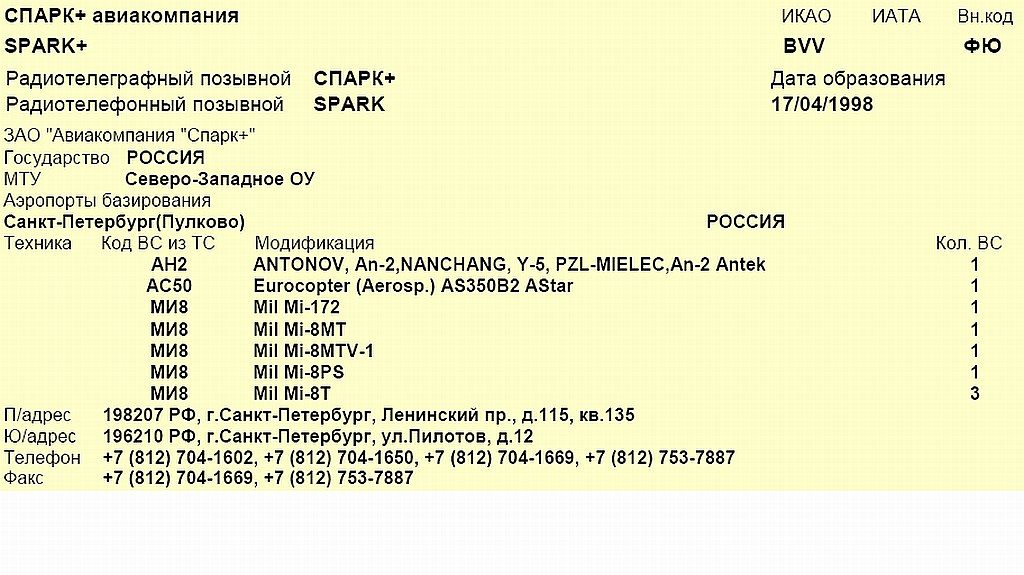 СПАРК+ авиакомпания ИКАО ИАТА Вн.код
SPARK+ BVV ФЮ
Радиотелеграфный позывной СПАРК+ Дата образования
Радиотелефонный позывной SPARK 17/04/1998
ЗАО "Авиакомпания "Спарк+"
Государство РОССИЯ
МТУ Северо-Западное ОУ
Аэропорты базирования
Санкт-Петербург(Пулково) РОССИЯ
Техника Код ВС из ТС Модификация Кол. ВС
АН2 ANTONOV, An-2,NANCHANG, Y-5, PZL-MIELEC,An-2 Antek 1
АС50 Eurocopter (Aerosp.) AS350B2 AStar 1
МИ8 Mil Mi-172 1
МИ8 Mil Mi-8MT 1
МИ8 Mil Mi-8MTV-1 1
МИ8 Mil Mi-8PS 1
МИ8 Mil Mi-8T 3
П/адрес 198207 РФ, г.Санкт-Петербург, Ленинский пр., д.115, кв.135
Ю/адрес 196210 РФ, г.Санкт-Петербург, ул.Пилотов, д.12
Телефон +7 (812) 704-1602, +7 (812) 704-1650, +7 (812) 704-1669, +7 (812) 753-7887
Факс +7 (812) 704-1669, +7 (812) 753-7887